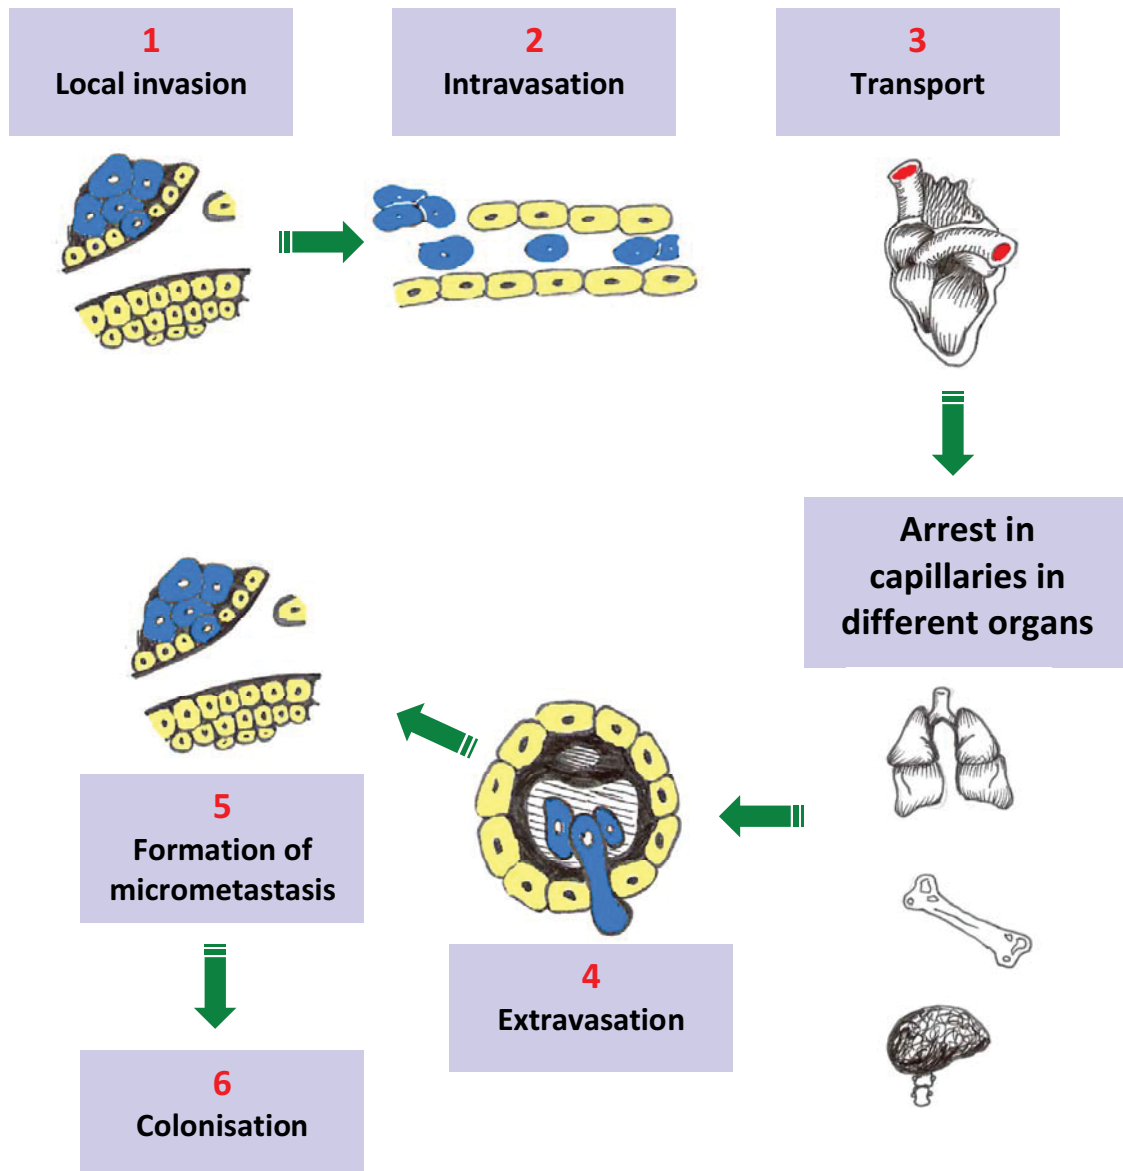 1
Local invasion
2
Intravasation
3
Transport
Arrest in
capillaries in
different organs
4
Extravasation
5
Formation of
micrometastasis
6
Colonisation